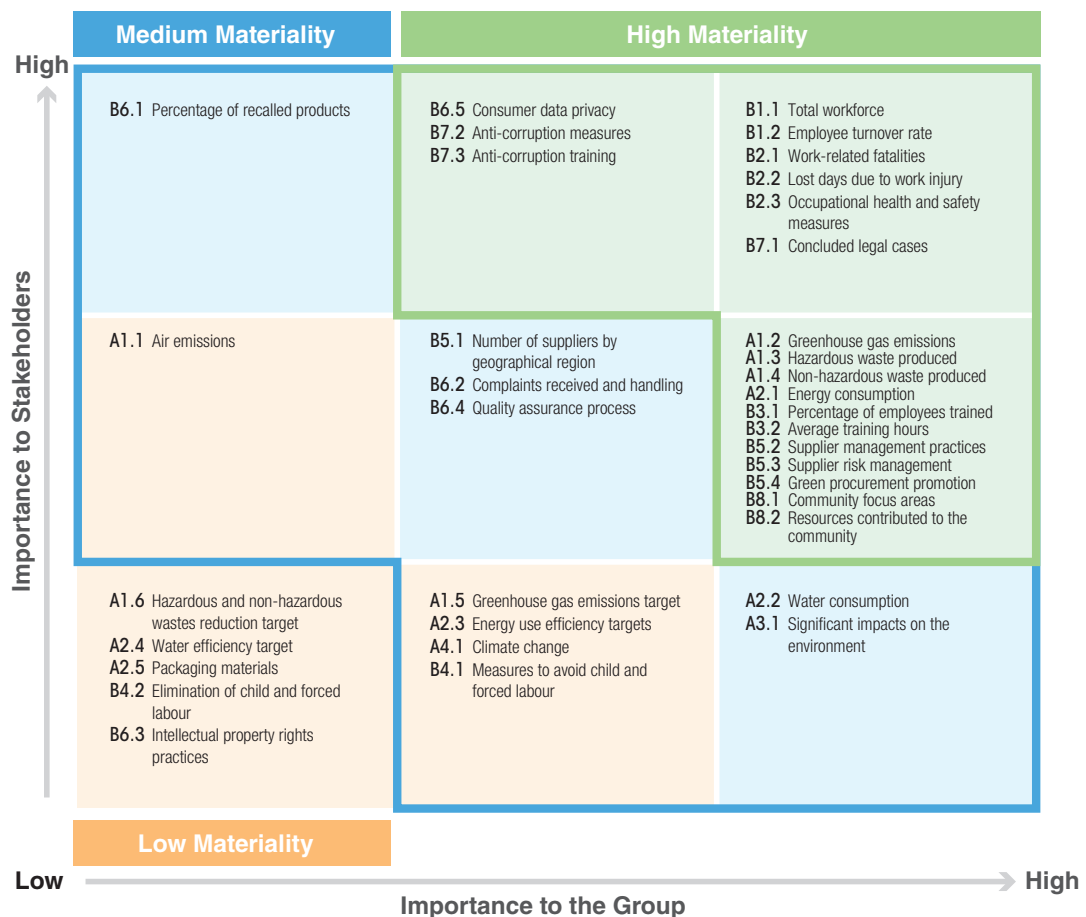 Medium Materiality
High Materiality
High
Importance to Stakeholders
B6.1 Percentage of recalled products
B6.5 Consumer data privacy
B7.2 Anti-corruption measures
B7.3 Anti-corruption training
B1.1 Total workforce
B1.2 Employee turnover rate
B2.1 Work-related fatalities
B2.2 Lost days due to work injury
B2.3 Occupational health and safety
measures
B7.1 Concluded legal cases
A1.1 Air emissions
B5.1 Number of suppliers by
geographical region
B6.2 Complaints received and handling
B6.4 Quality assurance process
A1.2 Greenhouse gas emissions
A1.3 Hazardous waste produced
A1.4 Non-hazardous waste produced
A2.1 Energy consumption
B3.1 Percentage of employees trained
B3.2 Average training hours
B5.2 Supplier management practices
B5.3 Supplier risk management
B5.4 Green procurement promotion
B8.1 Community focus areas
B8.2 Resources contributed to the
community
A1.6 Hazardous and non-hazardous
wastes reduction target
A2.4 Water efficiency target
A2.5 Packaging materials
B4.2 Elimination of child and forced
labour
B6.3 Intellectual property rights
practices
A1.5 Greenhouse gas emissions target
A2.3 Energy use efficiency targets
A4.1 Climate change
B4.1 Measures to avoid child and
forced labour
A2.2 Water consumption
A3.1 Significant impacts on the
environment
Low Materiality
Low
High
Importance to the Group